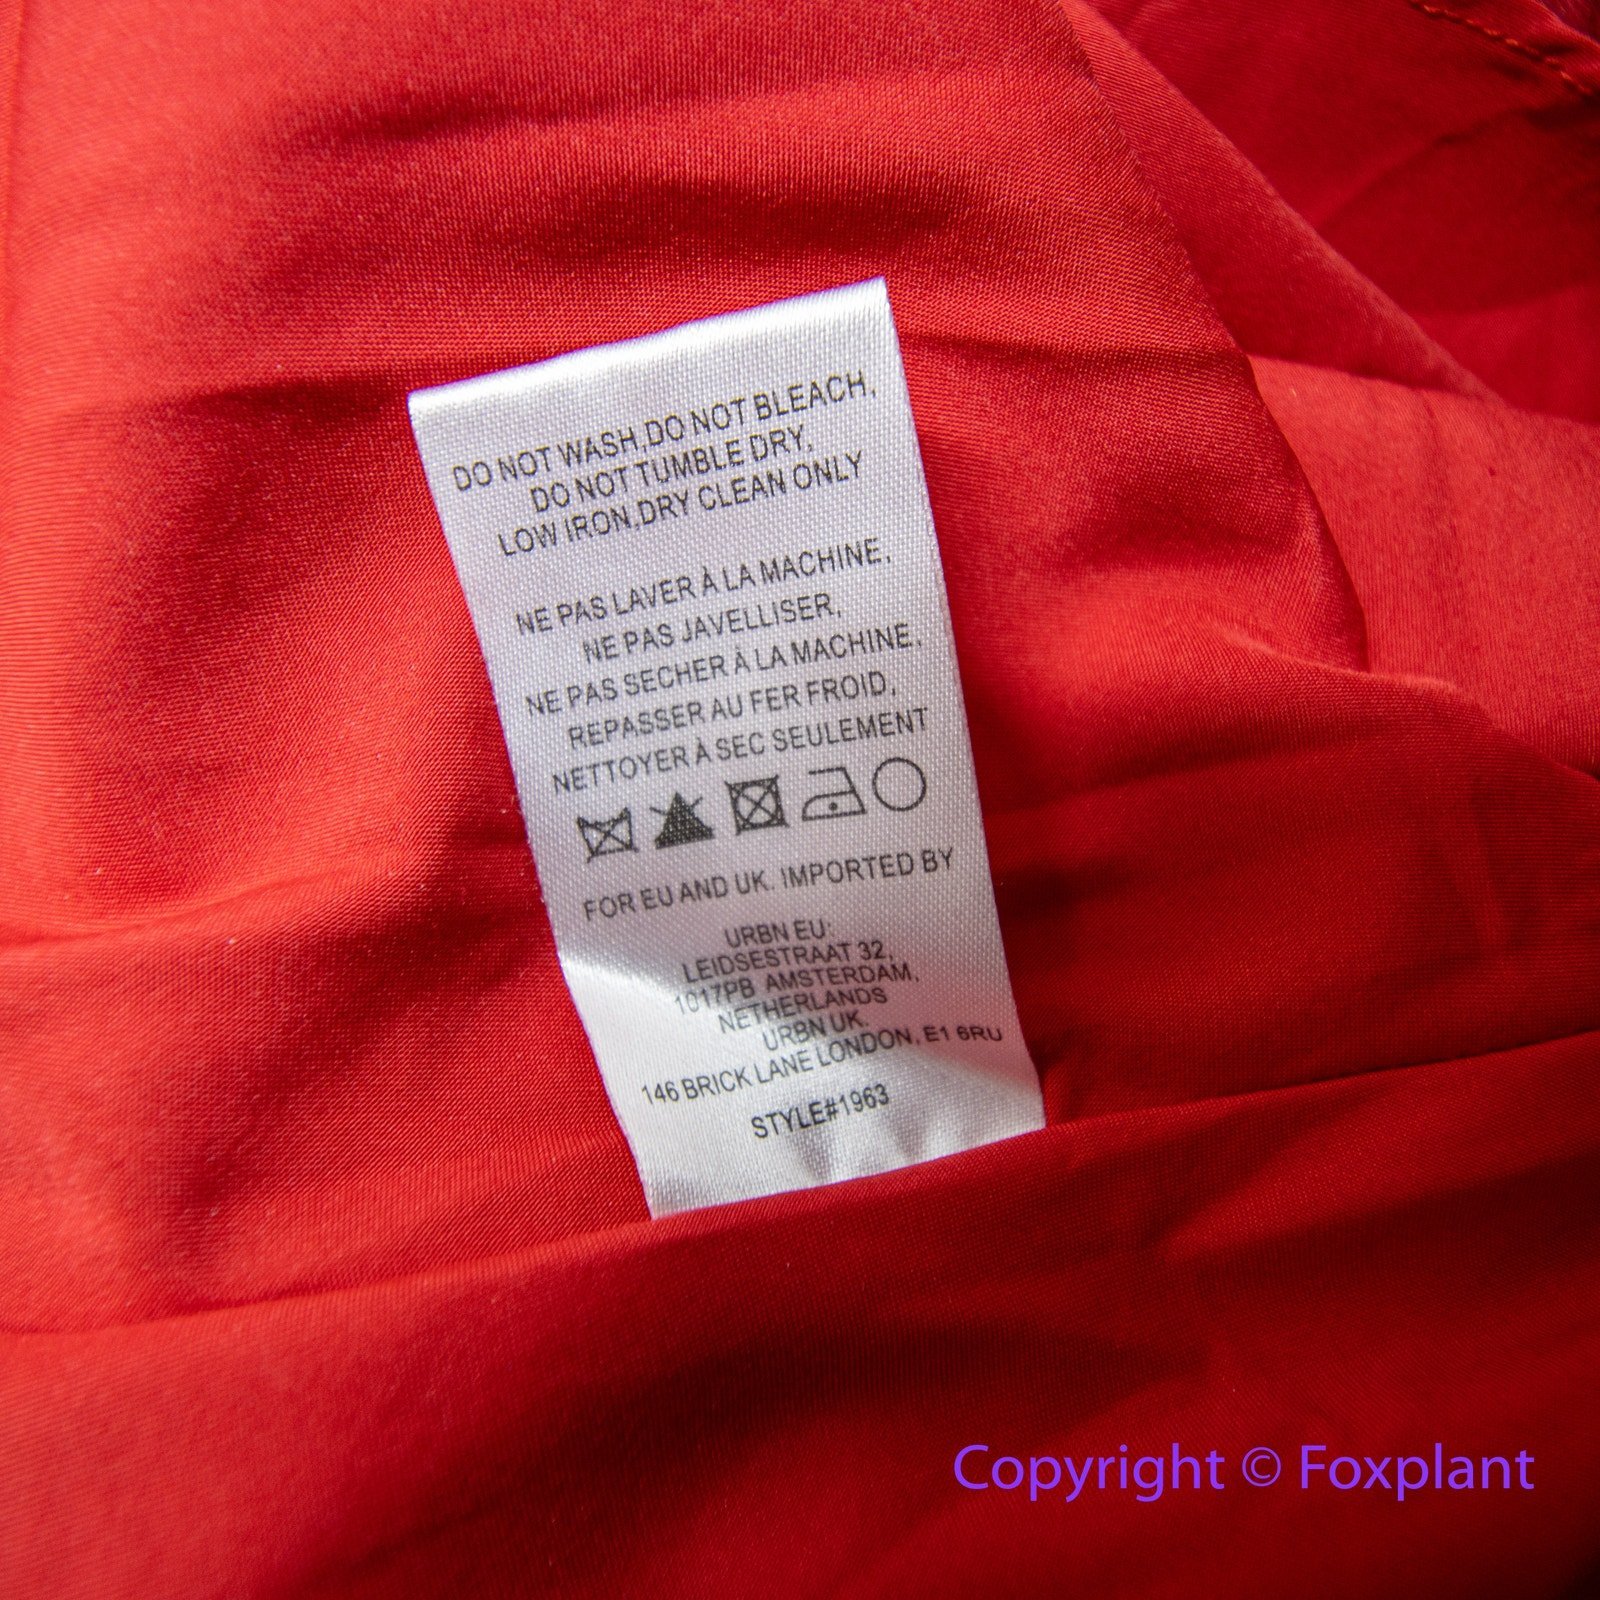 DO NOT WASH,DO NOT BLEACH,
DO NOT TUMBLE DRY,
LOW IRON,DRY CLEAN ONLY
NE PAS LAVER À LA MACHINE,
NE PAS JAVELLISER,
NE PAS SECHER À LA MACHINE,
REPASSER AU FER FROID,
NETTOYER À SEC SEULEMENT
FOR EU AND UK. IMPORTED BY
URBN EU:
LEIDSESTRAAT 32,
1017PB AMSTERDAM,
NETHERLANDS
URBN UK.
146 BRICK LANE LONDON, E1 6RU
STYLE#1963
Copyright © Foxplant